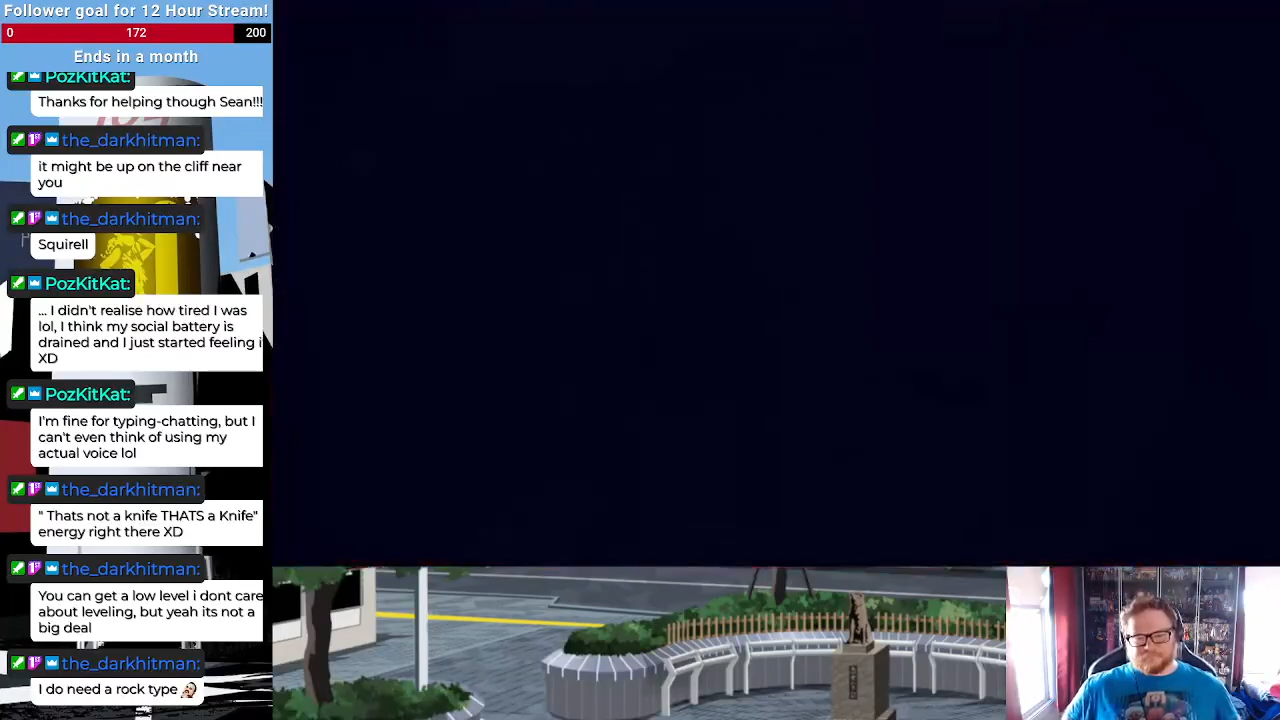 Follower goal for 12 Hour Stream!
0 172 200
Ends in a month
PozKitKat:
Thanks for helping though Sean!!!
the_darkhitman:
it might be up on the cliff near
you
the_darkhitman:
Squirell
PozKitKat:
... I didn't realise how tired I was
lol, I think my social battery is
drained and I just started feeling i
XD
PozKitKat:
I'm fine for typing-chatting, but I
can't even think of using my
actual voice lol
the_darkhitman:
" Thats not a knife THATS a Knife"
energy right there XD
the_darkhitman:
You can get a low level i dont care
about leveling, but yeah its not a
big deal
the_darkhitman:
I do need a rock type